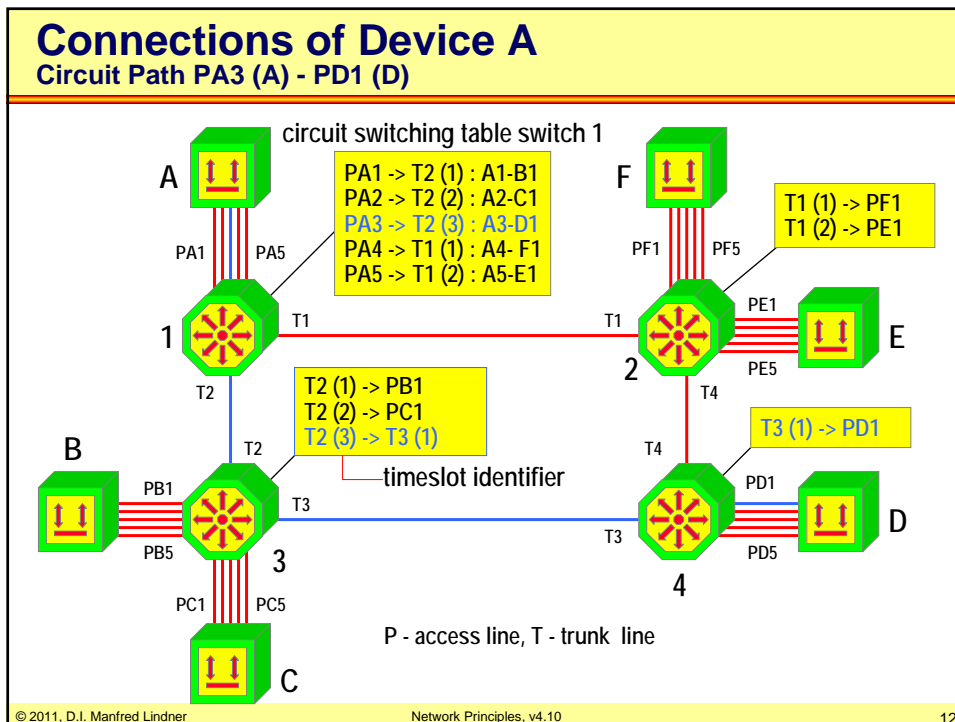 Connections of Device A
Circuit Path PA3 (A) - PD1 (D)
circuit switching table switch 1
A
PA1 -> T2 (1) : A1-B1
PA2 -> T2 (2) : A2-C1
PA3 -> T2 (3) : A3-D1
PA4 -> T1 (1) : A4- F1
PA5 -> T1 (2) : A5-E1
F
T1 (1) -> PF1
T1 (2) -> PE1
PA1
PA5
PF1
PF5
1
T1
T1
2
PE1
PE5
E
T2
T2 (1) -> PB1
T2 (2) -> PC1
T2 (3) -> T3 (1)
timeslot identifier
T4
T3 (1) -> PD1
B
T2
T4
PB1
PB5
3
T3
T3
4
PD1
PD5
D
PC1
PC5
C
P - access line, T - trunk line
© 2011, D.I. Manfred Lindner
Network Principles, v4.10
12